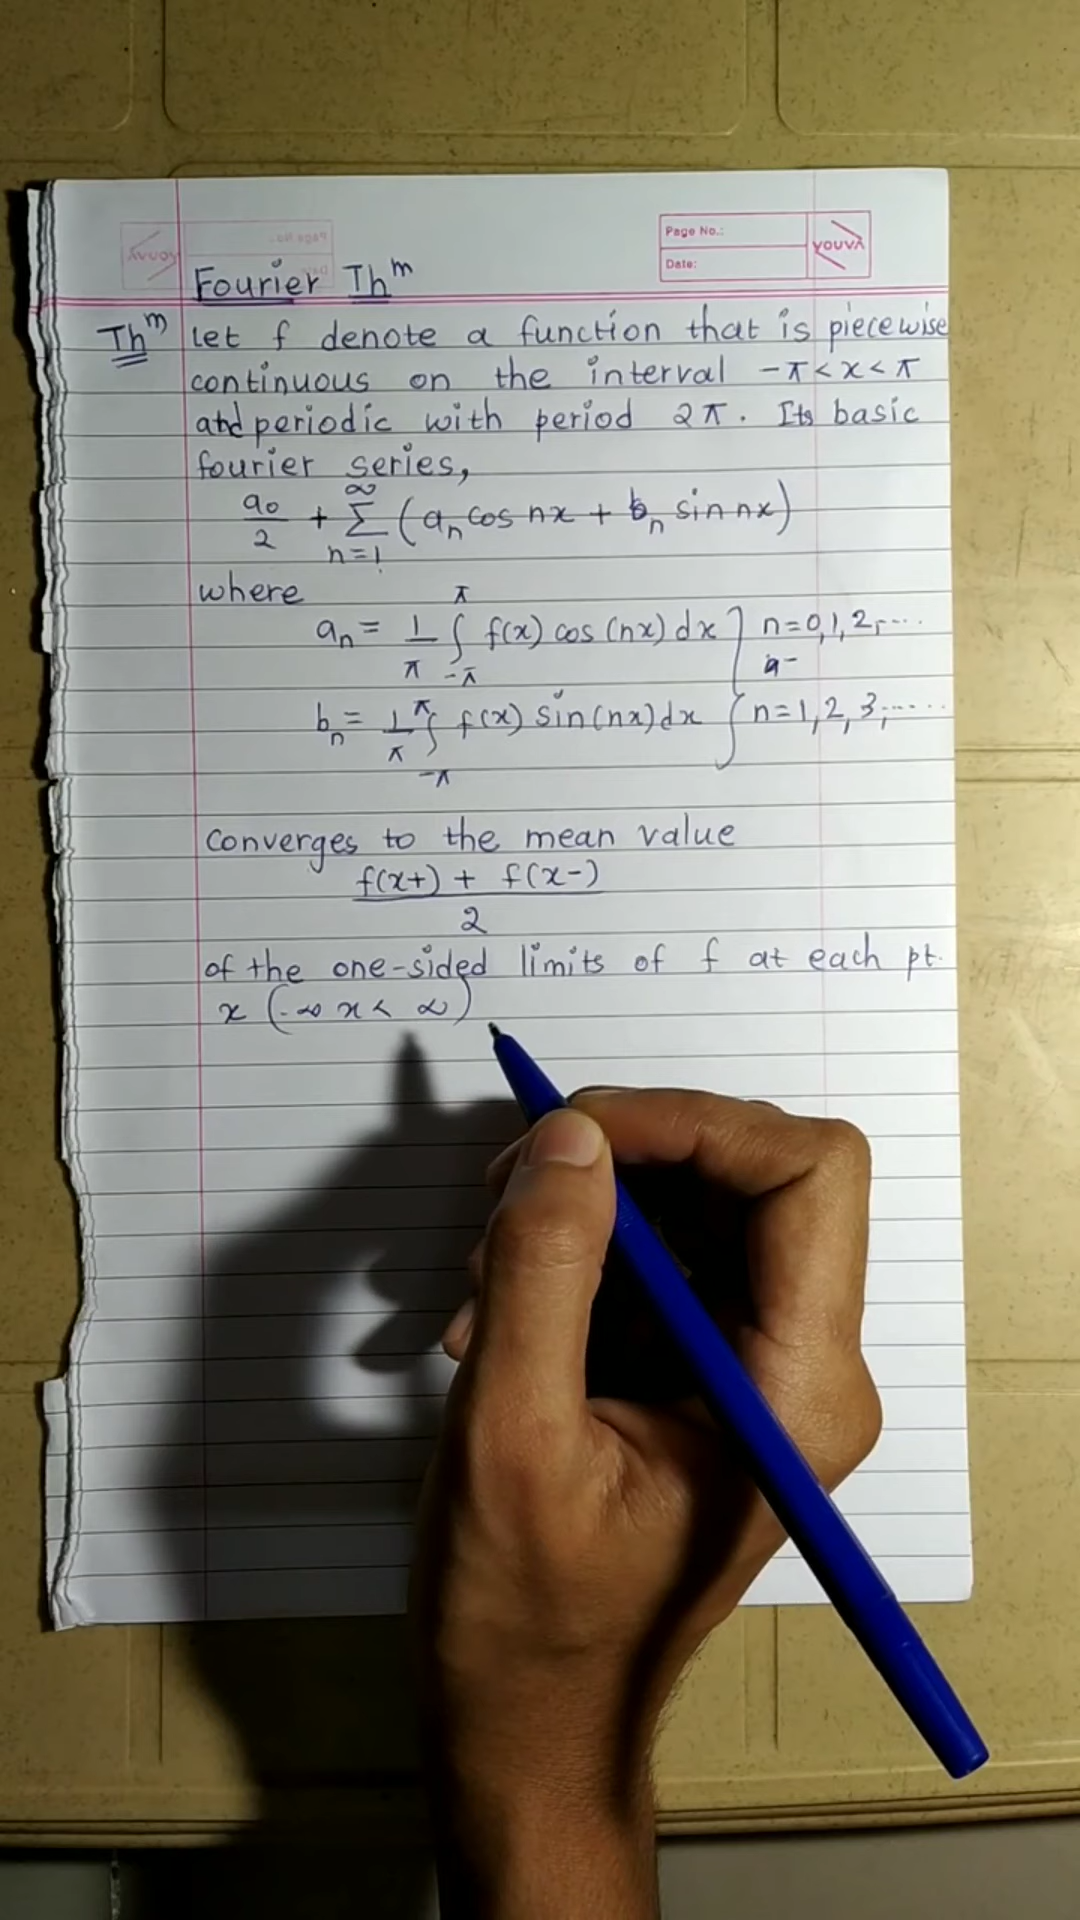 Page No.:
Date:
YOUVA
Fourier Thᵐ
Thᵐ Let f denote a function that is piecewise
continuous on the interval -π < x < π
and periodic with period 2π. Its basic
fourier series,
a₀/2 + ∑_{n=1}^{∞} (aₙ cos nx + bₙ sin nx)
where
aₙ = 1/π ∫_{-π}^{π} f(x) cos (nx) dx } n=0,1,2,...
a-
bₙ = 1/π ∫_{-π}^{π} f(x) sin(nx) dx } n=1,2,3,.....
converges to the mean value
f(x+) + f(x-)
2
of the one-sided limits of f at each pt.
x (-∞ x < ∞)